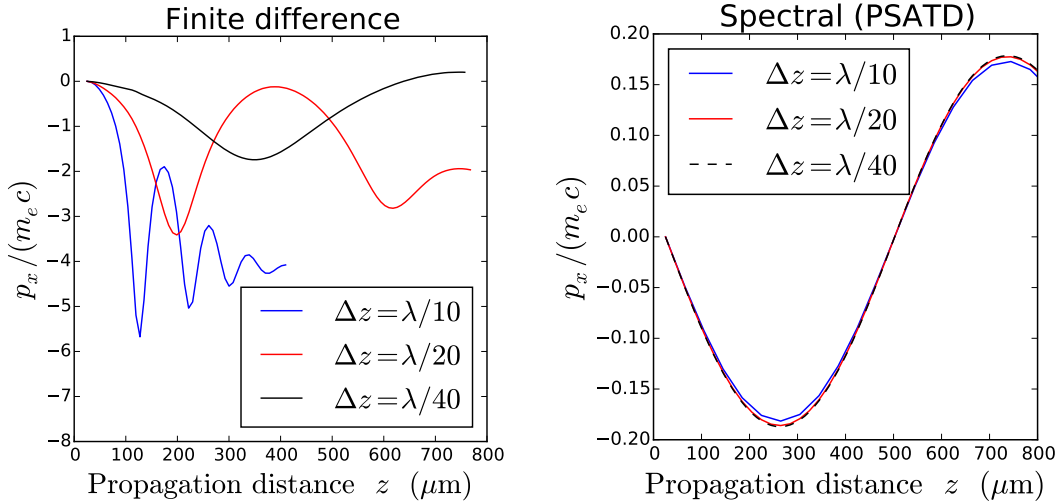 Finite difference
1
0
−1
−2
−3
−4
−5
−6
−7
−8
p_x/(m_e c)
Δz=λ/10
Δz=λ/20
Δz=λ/40
0 100 200 300 400 500 600 700 800
Propagation distance z (μm)
Spectral (PSATD)
0.20
0.15
0.10
0.05
0.00
−0.05
−0.10
−0.15
−0.20
p_x/(m_e c)
Δz=λ/10
Δz=λ/20
Δz=λ/40
0 100 200 300 400 500 600 700 800
Propagation distance z (μm)